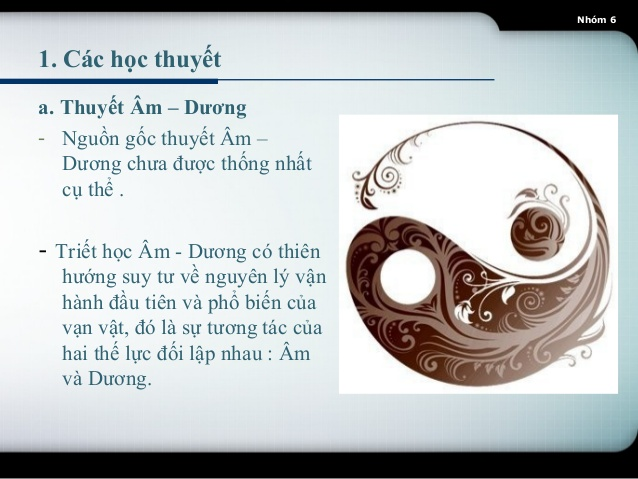 Nhóm 6
1. Các học thuyết
a. Thuyết Âm – Dương
- Nguồn gốc thuyết Âm –
Dương chưa được thống nhất
cụ thể .
- Triết học Âm - Dương có thiên
hướng suy tư về nguyên lý vận
hành đầu tiên và phổ biến của
vạn vật, đó là sự tương tác của
hai thế lực đối lập nhau : Âm
và Dương.